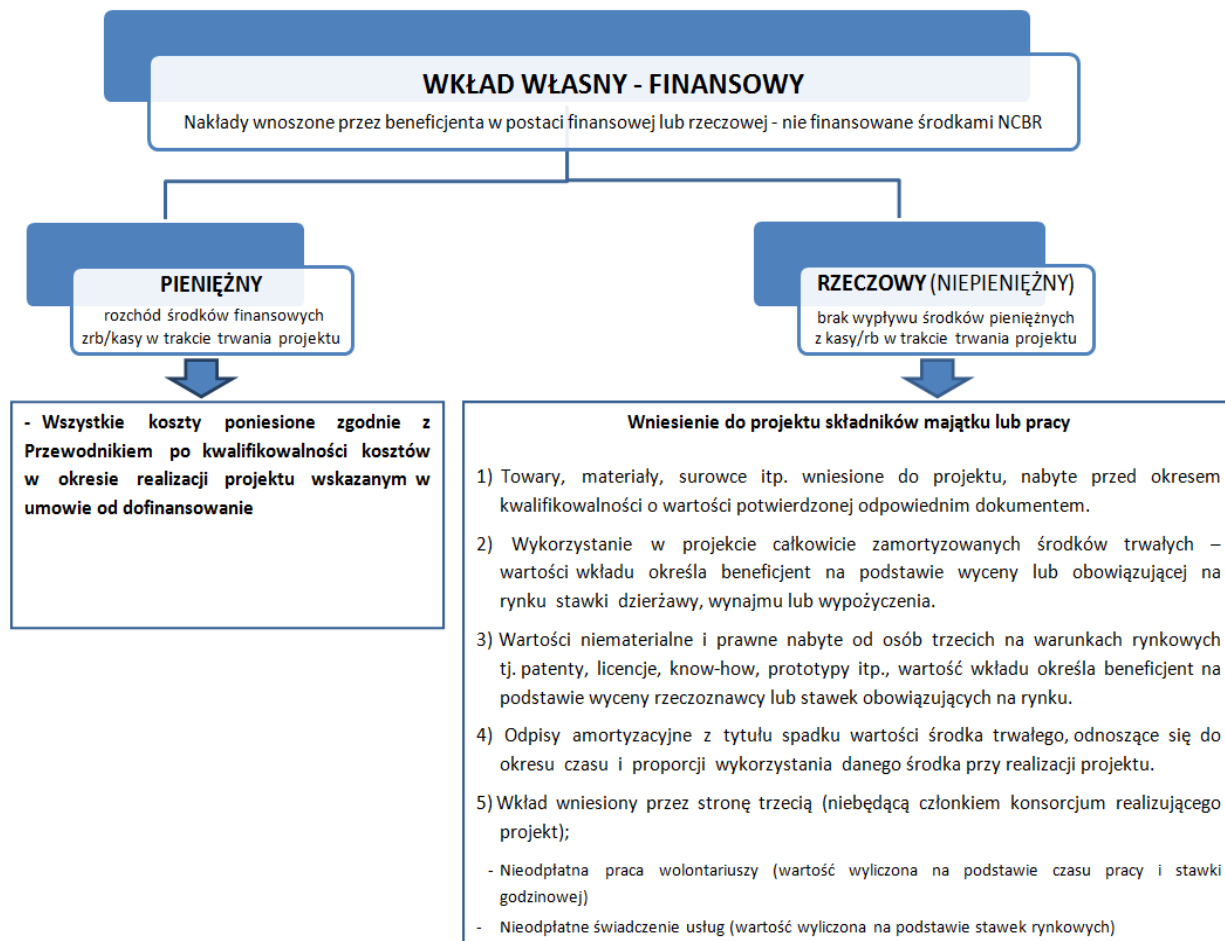 WKŁAD WŁASNY - FINANSOWY
Nakłady wnoszone przez beneficjenta w postaci finansowej lub rzeczowej - nie finansowane środkami NCBR
PIENIĘŻNY
rozchód środków finansowych
zrb/kasy w trakcie trwania projektu
RZECZOWY (NIEPIENIĘŻNY)
brak wypływu środków pieniężnych
z kasy/rb w trakcie trwania projektu
- Wszystkie koszty poniesione zgodnie z
Przewodnikiem po kwalifikowalności kosztów
w okresie realizacji projektu wskazanym w
umowie od dofinansowanie
Wniesienie do projektu składników majątku lub pracy
1) Towary, materiały, surowce itp. wniesione do projektu, nabyte przed okresem
kwalifikowalności o wartości potwierdzonej odpowiednim dokumentem.
2) Wykorzystanie w projekcie całkowicie zamortyzowanych środków trwałych –
wartości wkładu określa beneficjent na podstawie wyceny lub obowiązującej na
rynku stawki dzierżawy, wynajmu lub wypożyczenia.
3) Wartości niematerialne i prawne nabyte od osób trzecich na warunkach rynkowych
tj. patenty, licencje, know-how, prototypy itp., wartość wkładu określa beneficjent na
podstawie wyceny rzeczoznawcy lub stawek obowiązujących na rynku.
4) Odpisy amortyzacyjne z tytułu spadku wartości środka trwałego, odnoszące się do
okresu czasu i proporcji wykorzystania danego środka przy realizacji projektu.
5) Wkład wniesiony przez stronę trzecią (niebędącą członkiem konsorcjum realizującego
projekt);
- Nieodpłatna praca wolontariuszy (wartość wyliczona na podstawie czasu pracy i stawki
godzinowej)
- Nieodpłatne świadczenie usług (wartość wyliczona na podstawie stawek rynkowych)